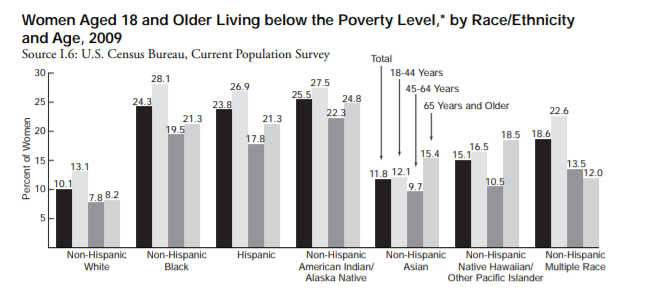 Women Aged 18 and Older Living below the Poverty Level,* by Race/Ethnicity
and Age, 2009
Source I.6: U.S. Census Bureau, Current Population Survey
Total
18-44 Years
45-64 Years
65 Years and Older
Percent of Women
30
25
20
15
10
5
10.1
13.1
7.8
8.2
24.3
28.1
19.5
21.3
23.8
26.9
17.8
21.3
25.5
27.5
22.3
24.8
11.8
12.1
9.7
15.4
15.1
16.5
10.5
18.5
18.6
22.6
13.5
12.0
Non-Hispanic
White
Non-Hispanic
Black
Hispanic
Non-Hispanic
American Indian/
Alaska Native
Non-Hispanic
Asian
Non-Hispanic
Native Hawaiian/
Other Pacific Islander
Non-Hispanic
Multiple Race